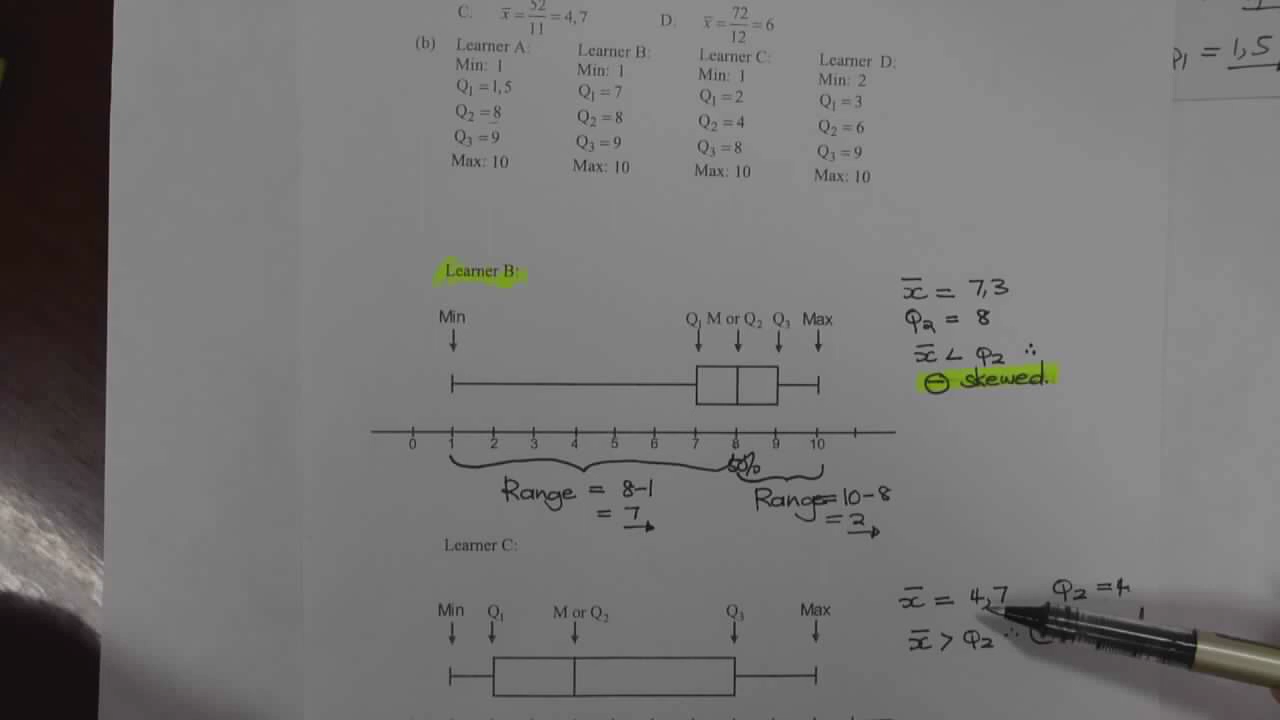 C. x̄ = 52/11 = 4,7 D. x̄ = 72/12 = 6
(b) Learner A: Learner B: Learner C: Learner D:
Min: 1 Min: 1 Min: 1 Min: 2
Q₁ = 1,5 Q₁ = 7 Q₁ = 2 Q₁ = 3
Q₂ = 8 Q₂ = 8 Q₂ = 4 Q₂ = 6
Q₃ = 9 Q₃ = 9 Q₃ = 8 Q₃ = 9
Max: 10 Max: 10 Max: 10 Max: 10
= 1,5
Learner B:
Min Q₁ M or Q₂ Q₃ Max
x̄ = 7,3
Q₂ = 8
x̄ < Q₂ ∴
⊖ skewed.
0 1 2 3 4 5 6 7 8 9 10
50%
Range = 8-1
= 7
Range = 10-8
= 2
Learner C:
Min Q₁ M or Q₂ Q₃ Max
x̄ = 4,7 Q₂ = 4
x̄ > Q₂ ∴